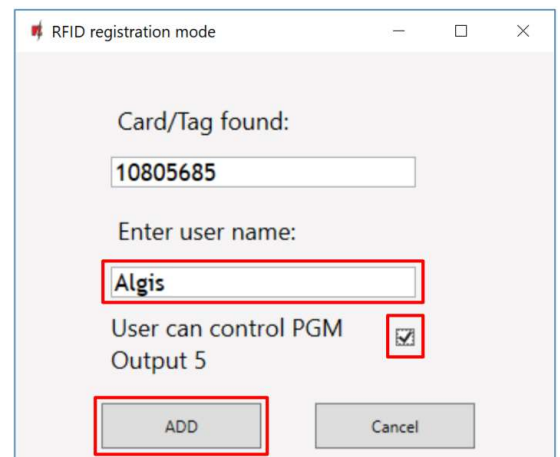 RFID registration mode
Card/Tag found:
10805685
Enter user name:
Algis
User can control PGM
Output 5
ADD Cancel